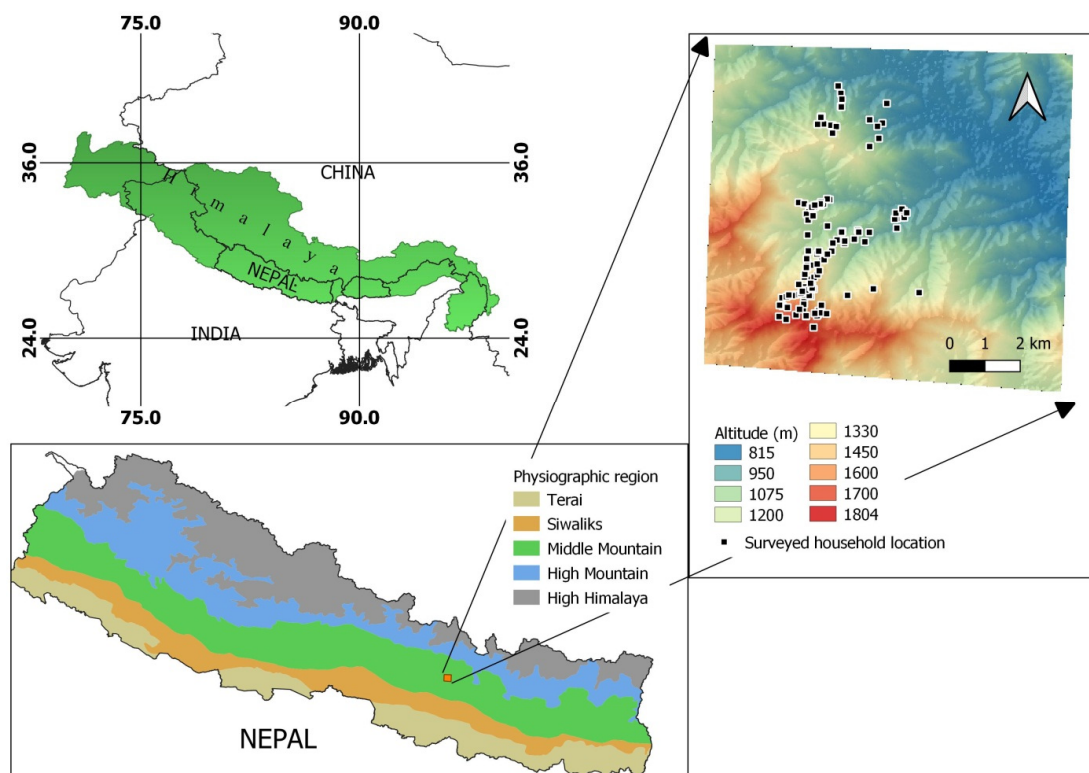 75.0
90.0
36.0
36.0
CHINA
Himalaya
NEPAL
INDIA
24.0
24.0
75.0
90.0
0 1 2 km
Altitude (m)
815
950
1075
1200
1330
1450
1600
1700
1804
Surveyed household location
Physiographic region
Terai
Siwaliks
Middle Mountain
High Mountain
High Himalaya
NEPAL